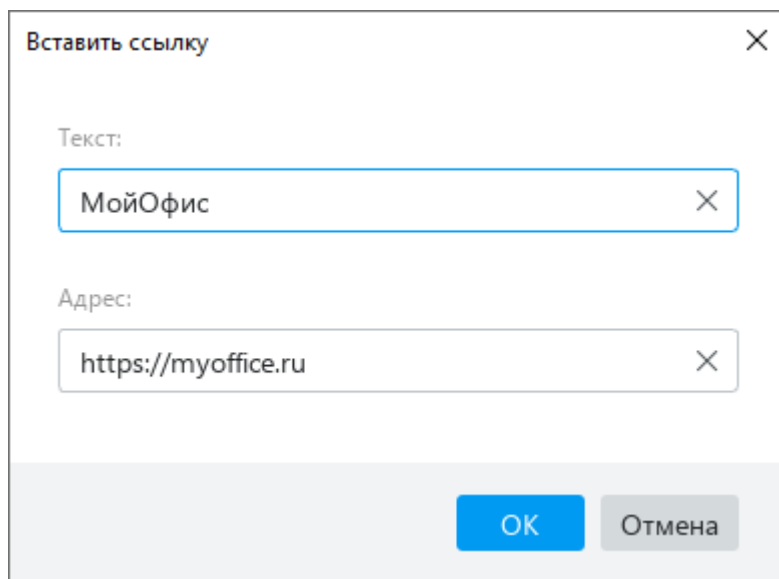 Вставить ссылку
Текст:
МойОфис
Адрес:
https://myoffice.ru
ОК Отмена